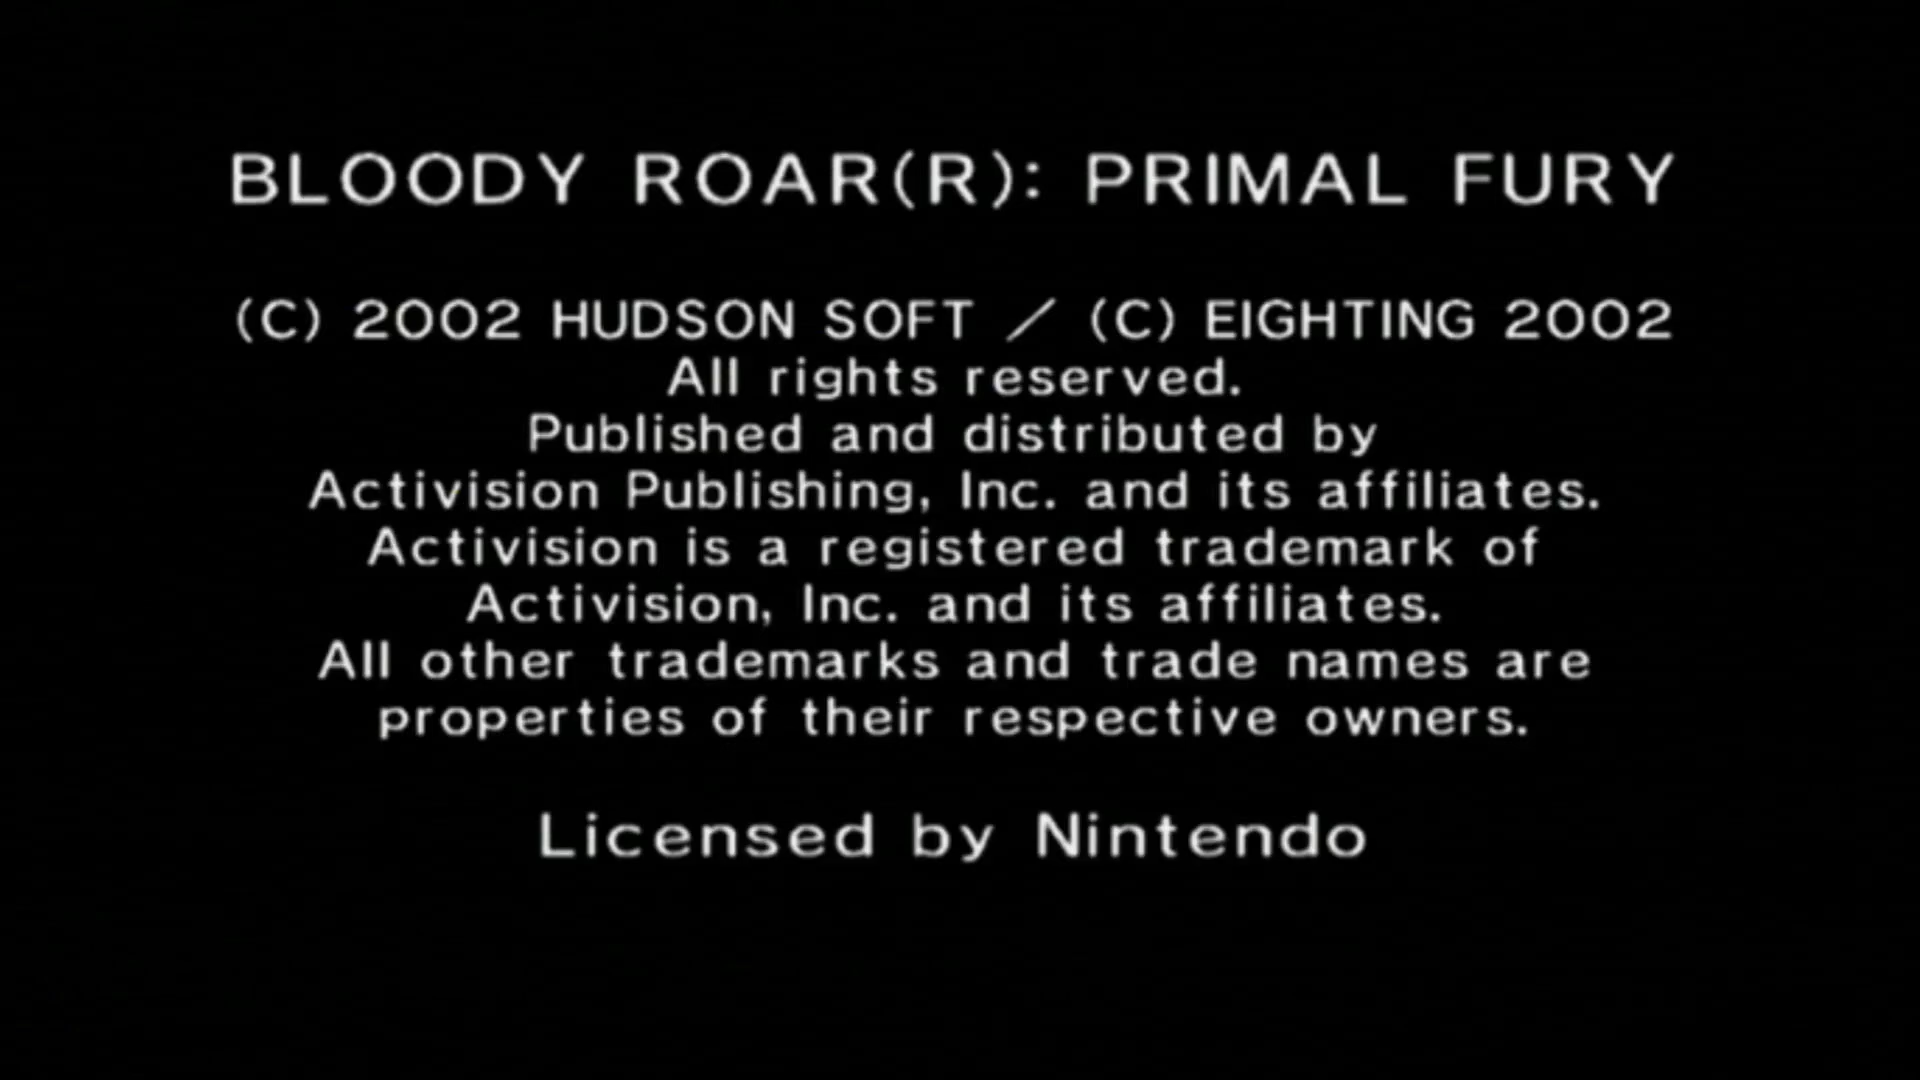 BLOODY ROAR(R): PRIMAL FURY
(C) 2002 HUDSON SOFT / (C) EIGHTING 2002
All rights reserved.
Published and distributed by
Activision Publishing, Inc. and its affiliates.
Activision is a registered trademark of
Activision, Inc. and its affiliates.
All other trademarks and trade names are
properties of their respective owners.
Licensed by Nintendo